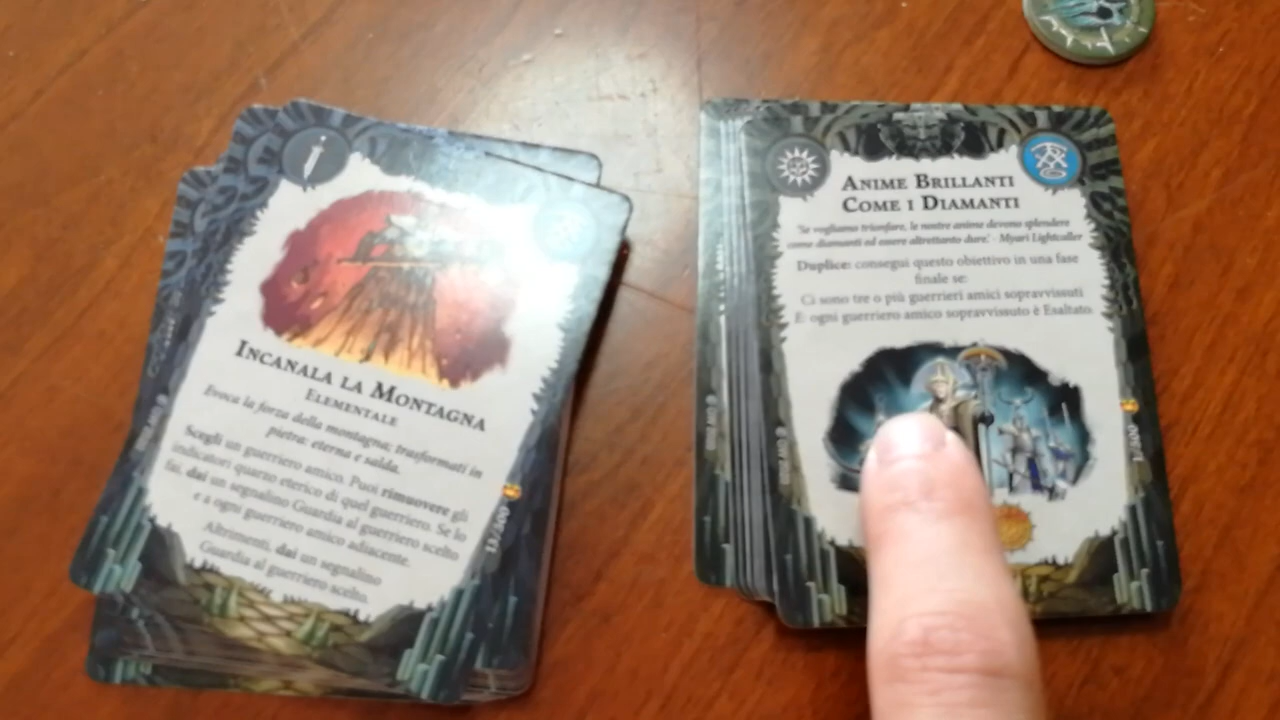 Incanala la Montagna
Elementale
Evoca la forza della montagna; trasformati in
pietra: eterna e salda.
Scegli un guerriero amico. Puoi rimuovere gli
indicatori quarzo eterico di quel guerriero. Se lo
fai, dai un segnalino Guardia al guerriero scelto
e a ogni guerriero amico adiacente.
Altrimenti, dai un segnalino
Guardia al guerriero scelto.
Anime Brillanti
Come i Diamanti
'Se vogliamo trionfare, le nostre anime devono splendere
come diamanti ed essere altrettanto dure.' - Myari Lightcaller
Duplice: consegui questo obiettivo in una fase
finale se:
Ci sono tre o più guerrieri amici sopravvissuti
E: ogni guerriero amico sopravvissuto è Esaltato.